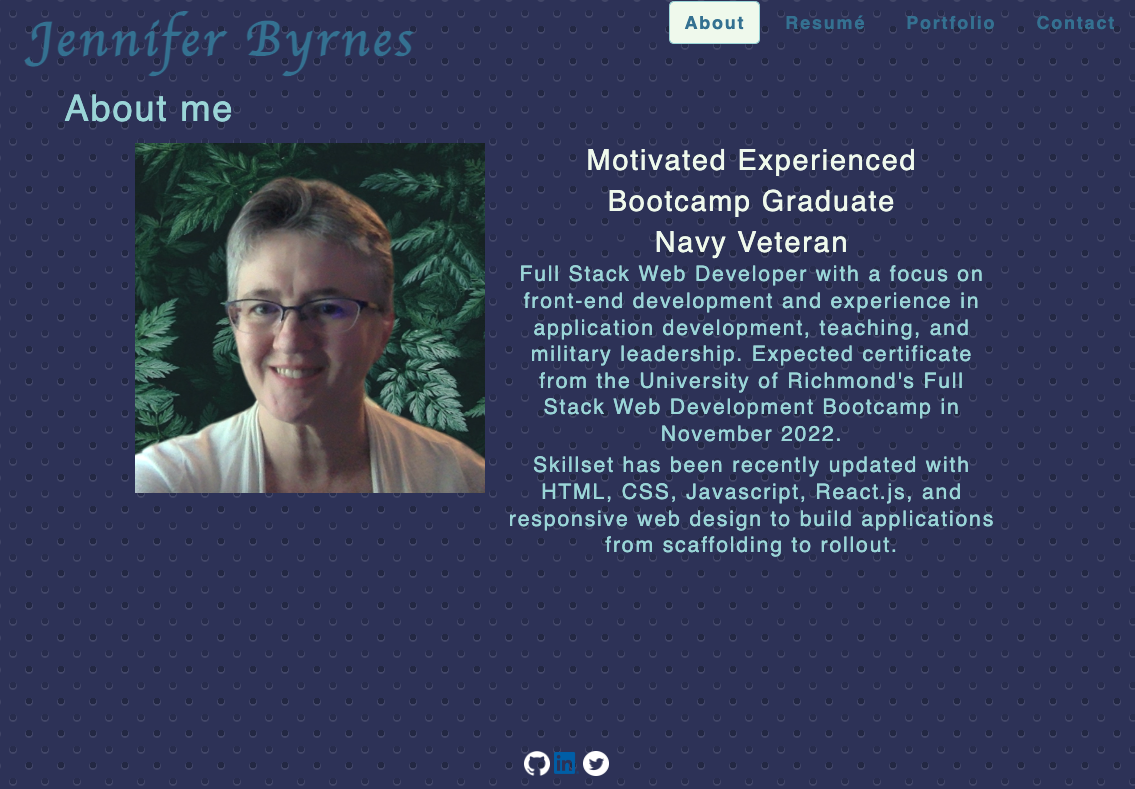 Jennifer Byrnes
About
Resumé
Portfolio
Contact
About me
Motivated Experienced
Bootcamp Graduate
Navy Veteran
Full Stack Web Developer with a focus on
front-end development and experience in
application development, teaching, and
military leadership. Expected certificate
from the University of Richmond's Full
Stack Web Development Bootcamp in
November 2022.
Skillset has been recently updated with
HTML, CSS, Javascript, React.js, and
responsive web design to build applications
from scaffolding to rollout.
in